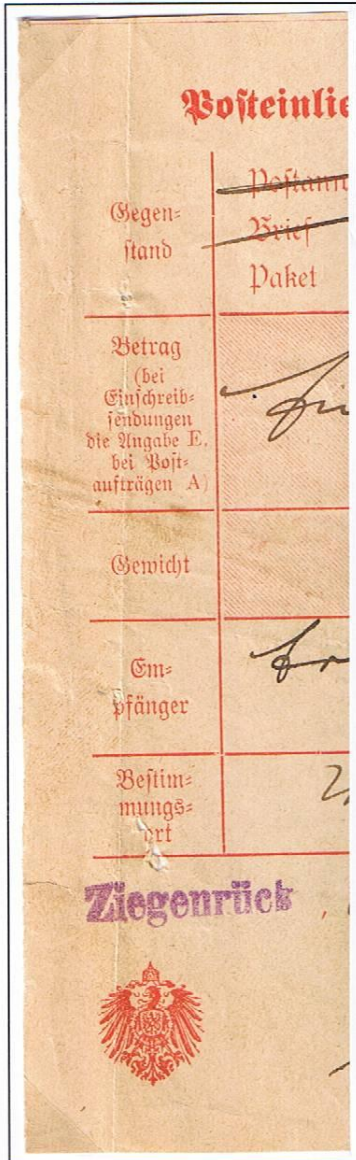 Posteinlie
Gegen-
stand
Postanw
Brief
Paket
Betrag
(bei
Einschreib-
sendungen
die Angabe E,
bei Post-
aufträgen A)
Gewicht
Em-
pfänger
Bestim-
mungs-
ort
Ziegenrück